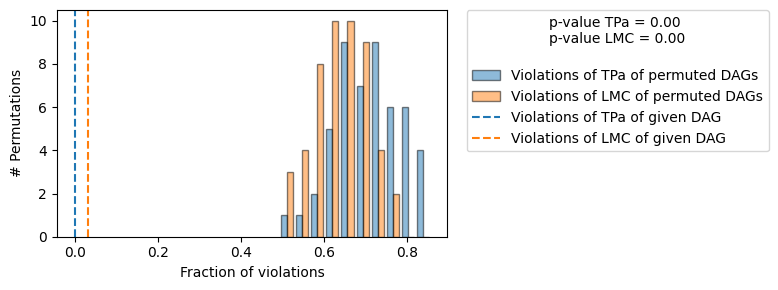 # Permutations
10
8
6
4
2
0
0.0 0.2 0.4 0.6 0.8
Fraction of violations
p-value TPa = 0.00
p-value LMC = 0.00
Violations of TPa of permuted DAGs
Violations of LMC of permuted DAGs
Violations of TPa of given DAG
Violations of LMC of given DAG